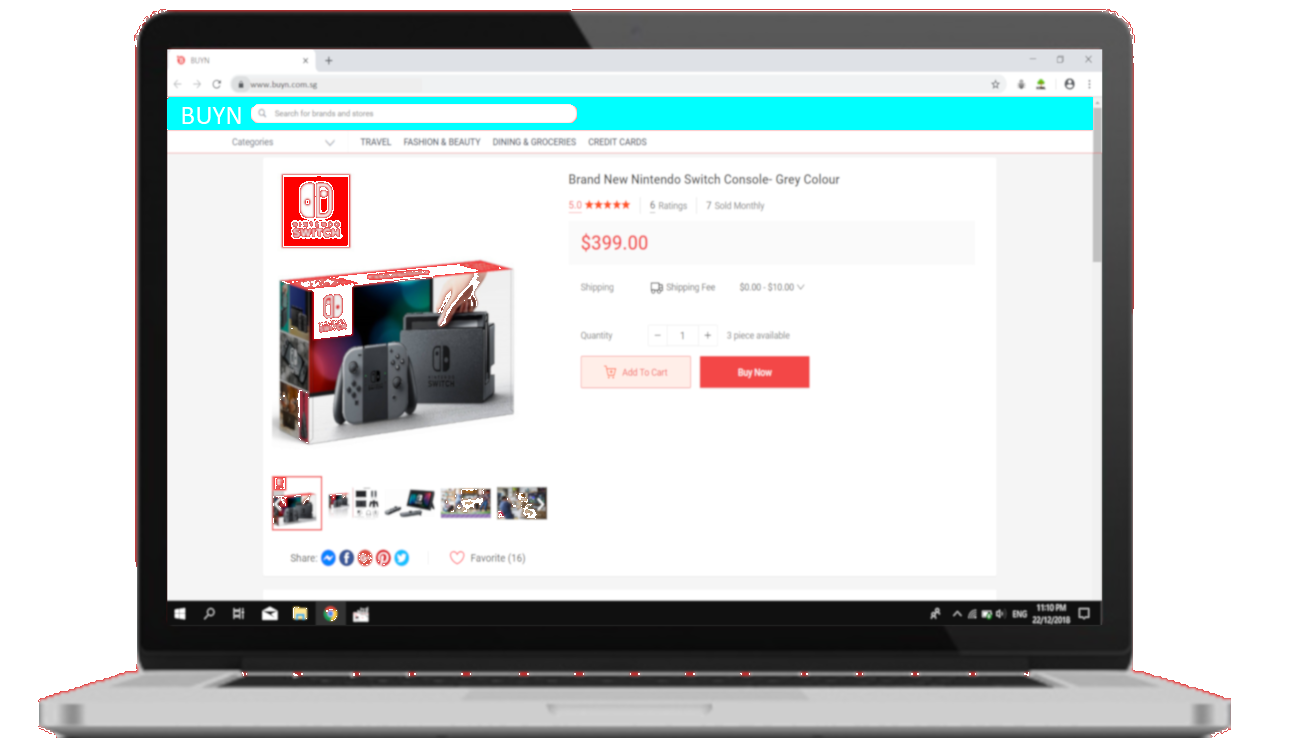 BUYN
www.buyn.com.sg
BUYN
Search for brands and stores
Categories
TRAVEL FASHION & BEAUTY DINING & GROCERIES CREDIT CARDS
Brand New Nintendo Switch Console- Grey Colour
5.0 ★★★★★ 6 Ratings 7 Sold Monthly
$399.00
Shipping Shipping Fee $0.00 - $10.00
Quantity − 1 + 3 piece available
Add To Cart Buy Now
NINTENDO
SWITCH
SWITCH
Share: Favorite (16)
ENG
11:10 PM
22/12/2018